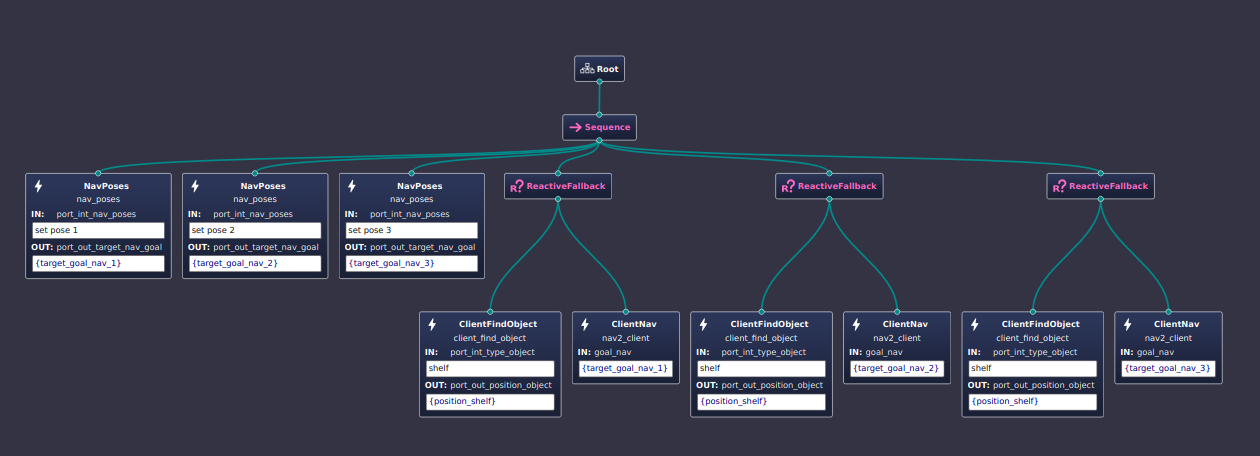 Root
Sequence
NavPoses
nav_poses
IN: port_int_nav_poses
set pose 1
OUT: port_out_target_nav_goal
{target_goal_nav_1}
NavPoses
nav_poses
IN: port_int_nav_poses
set pose 2
OUT: port_out_target_nav_goal
{target_goal_nav_2}
NavPoses
nav_poses
IN: port_int_nav_poses
set pose 3
OUT: port_out_target_nav_goal
{target_goal_nav_3}
R? ReactiveFallback
R? ReactiveFallback
R? ReactiveFallback
ClientFindObject
client_find_object
IN: port_int_type_object
shelf
OUT: port_out_position_object
{position_shelf}
ClientNav
nav2_client
IN: goal_nav
{target_goal_nav_1}
ClientFindObject
client_find_object
IN: port_int_type_object
shelf
OUT: port_out_position_object
{position_shelf}
ClientNav
nav2_client
IN: goal_nav
{target_goal_nav_2}
ClientFindObject
client_find_object
IN: port_int_type_object
shelf
OUT: port_out_position_object
{position_shelf}
ClientNav
nav2_client
IN: goal_nav
{target_goal_nav_3}